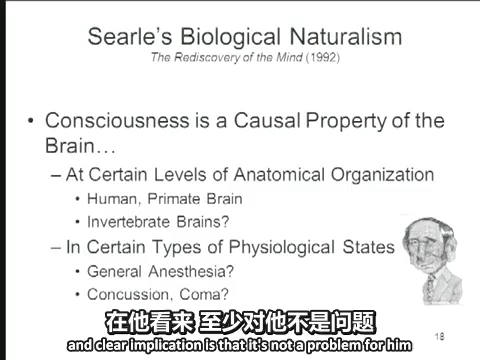 Searle's Biological Naturalism
The Rediscovery of the Mind (1992)
• Consciousness is a Causal Property of the
Brain…
– At Certain Levels of Anatomical Organization
• Human, Primate Brain
• Invertebrate Brains?
– In Certain Types of Physiological States
• General Anesthesia?
• Concussion, Coma?
在他看来 至少对他不是问题
and clear implication is that it's not a problem for him
18